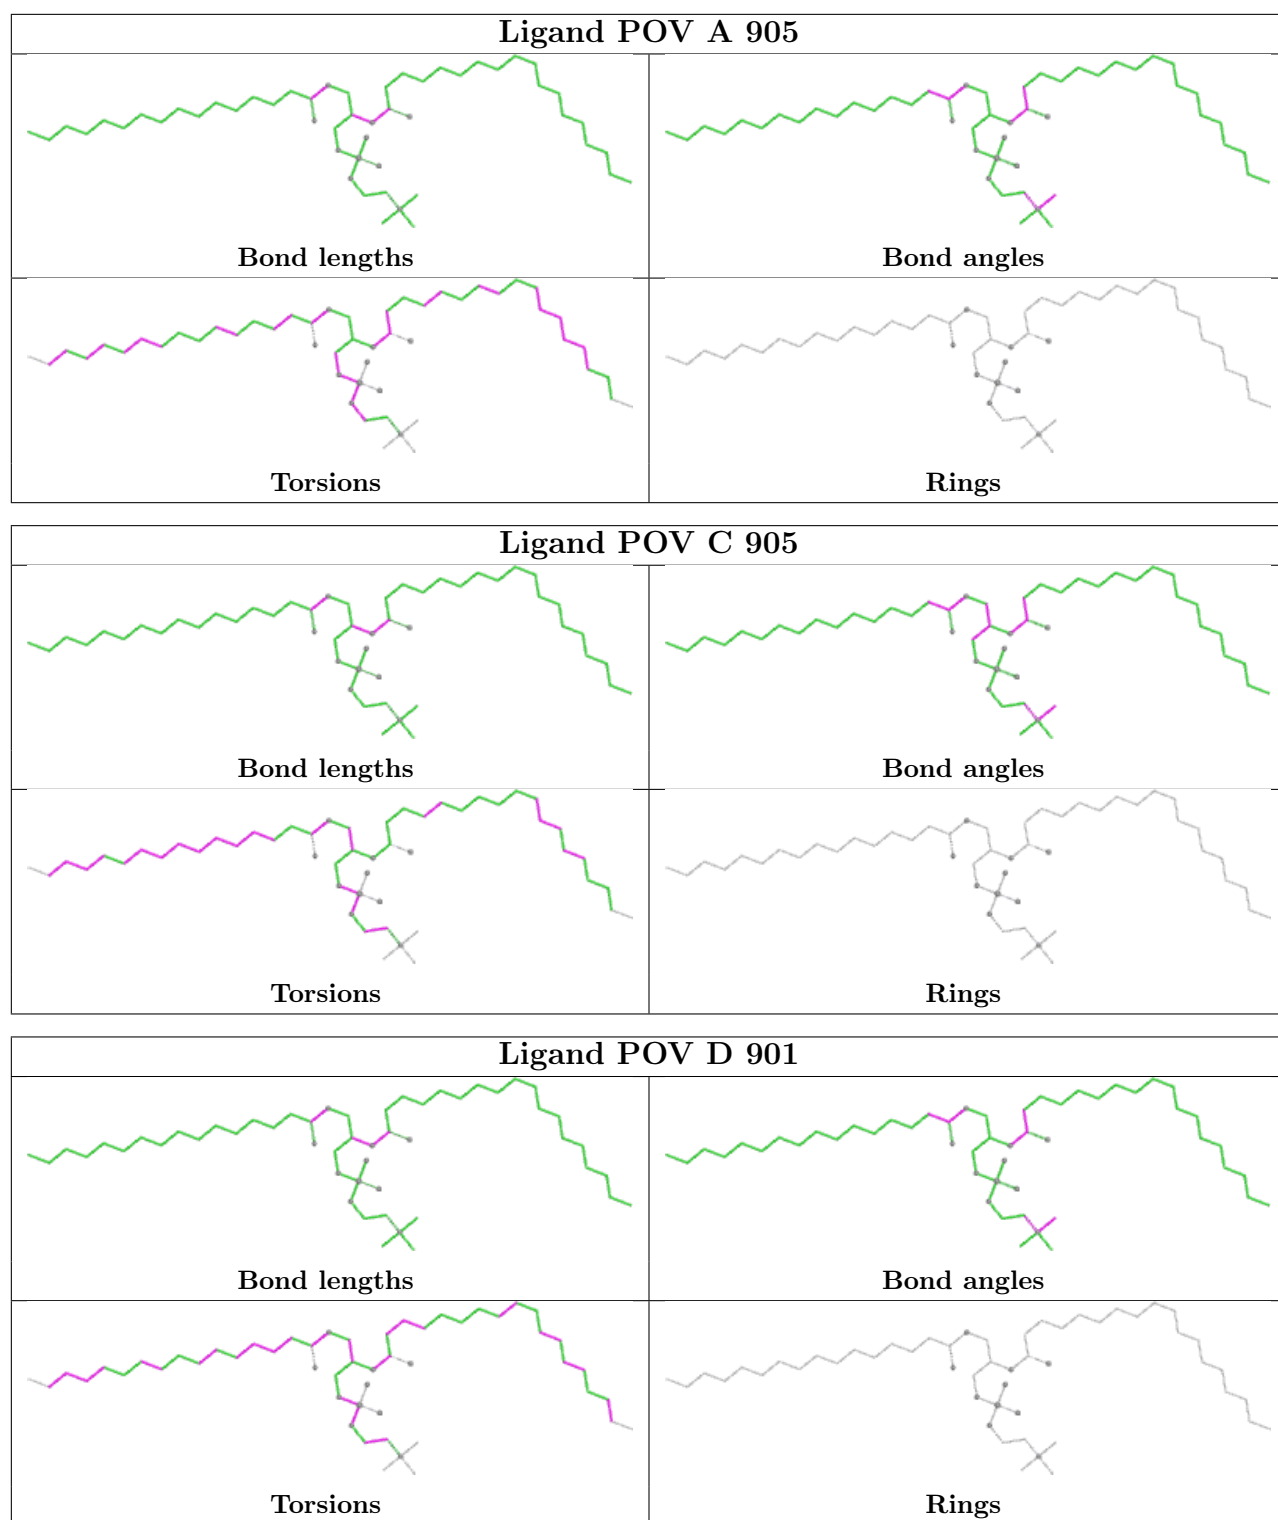 Ligand POV A 905
Bond lengths
Bond angles
Torsions
Rings
Ligand POV C 905
Bond lengths
Bond angles
Torsions
Rings
Ligand POV D 901
Bond lengths
Bond angles
Torsions
Rings